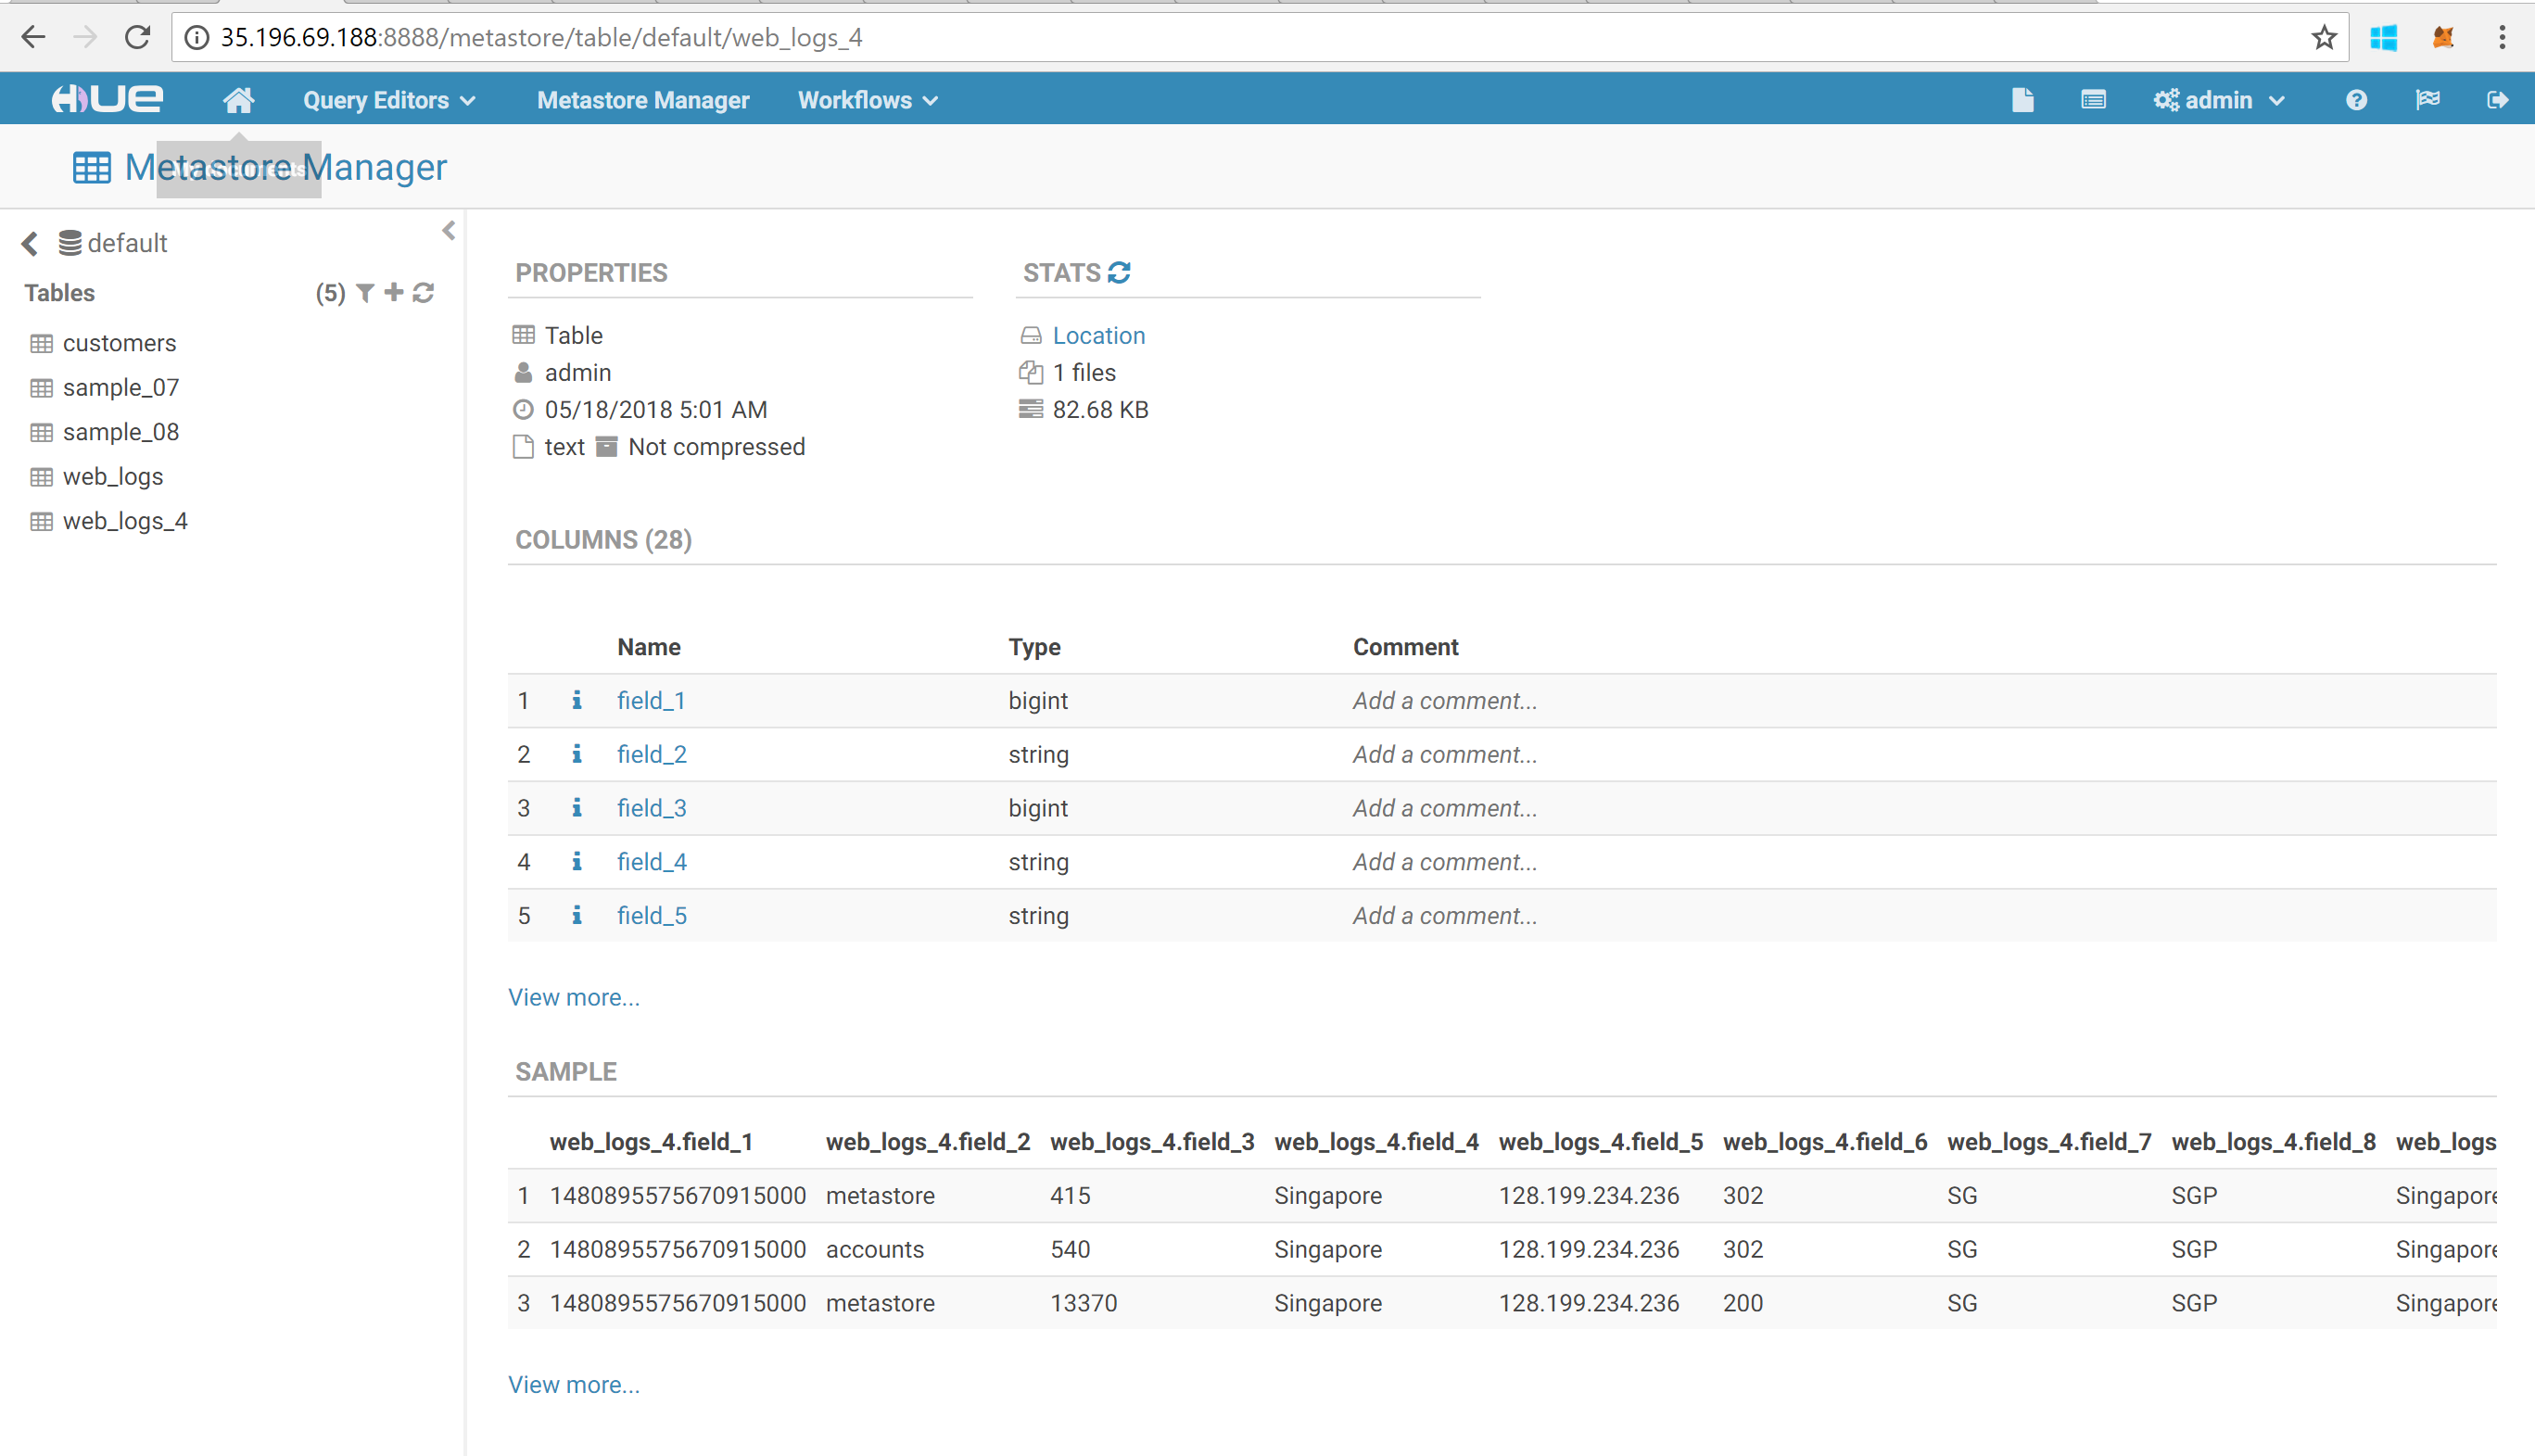 35.196.69.188:8888/metastore/table/default/web_logs_4
HUE Query Editors Metastore Manager Workflows admin
Metastore Manager
default
Tables (5)
customers
sample_07
sample_08
web_logs
web_logs_4
PROPERTIES
Table
admin
05/18/2018 5:01 AM
text Not compressed
STATS
Location
1 files
82.68 KB
COLUMNS (28)
Name Type Comment
1 field_1 bigint Add a comment...
2 field_2 string Add a comment...
3 field_3 bigint Add a comment...
4 field_4 string Add a comment...
5 field_5 string Add a comment...
View more...
SAMPLE
web_logs_4.field_1 web_logs_4.field_2 web_logs_4.field_3 web_logs_4.field_4 web_logs_4.field_5 web_logs_4.field_6 web_logs_4.field_7 web_logs_4.field_8 web_logs
1 1480895575670915000 metastore 415 Singapore 128.199.234.236 302 SG SGP Singapore
2 1480895575670915000 accounts 540 Singapore 128.199.234.236 302 SG SGP Singapore
3 1480895575670915000 metastore 13370 Singapore 128.199.234.236 200 SG SGP Singapore
View more...